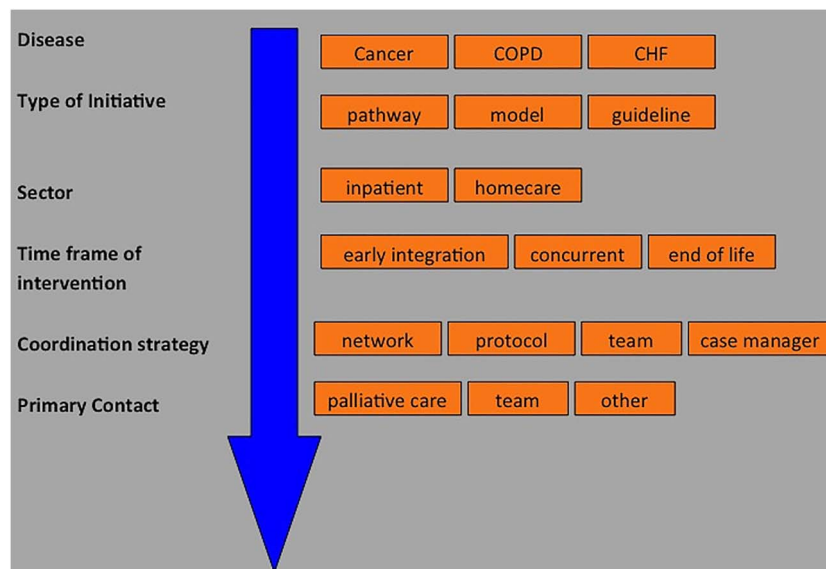 Disease
Cancer COPD CHF
Type of Initiative
pathway model guideline
Sector
inpatient homecare
Time frame of
intervention
early integration concurrent end of life
Coordination strategy
network protocol team case manager
Primary Contact
palliative care team other